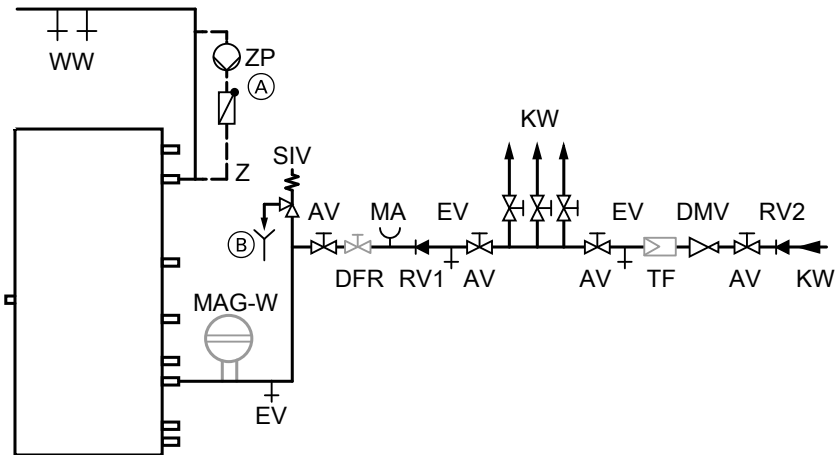 WW
ZP
A
KW
Z
SIV
AV MA EV EV DMV RV2
B
DFR RV1 AV AV TF AV KW
MAG-W
EV